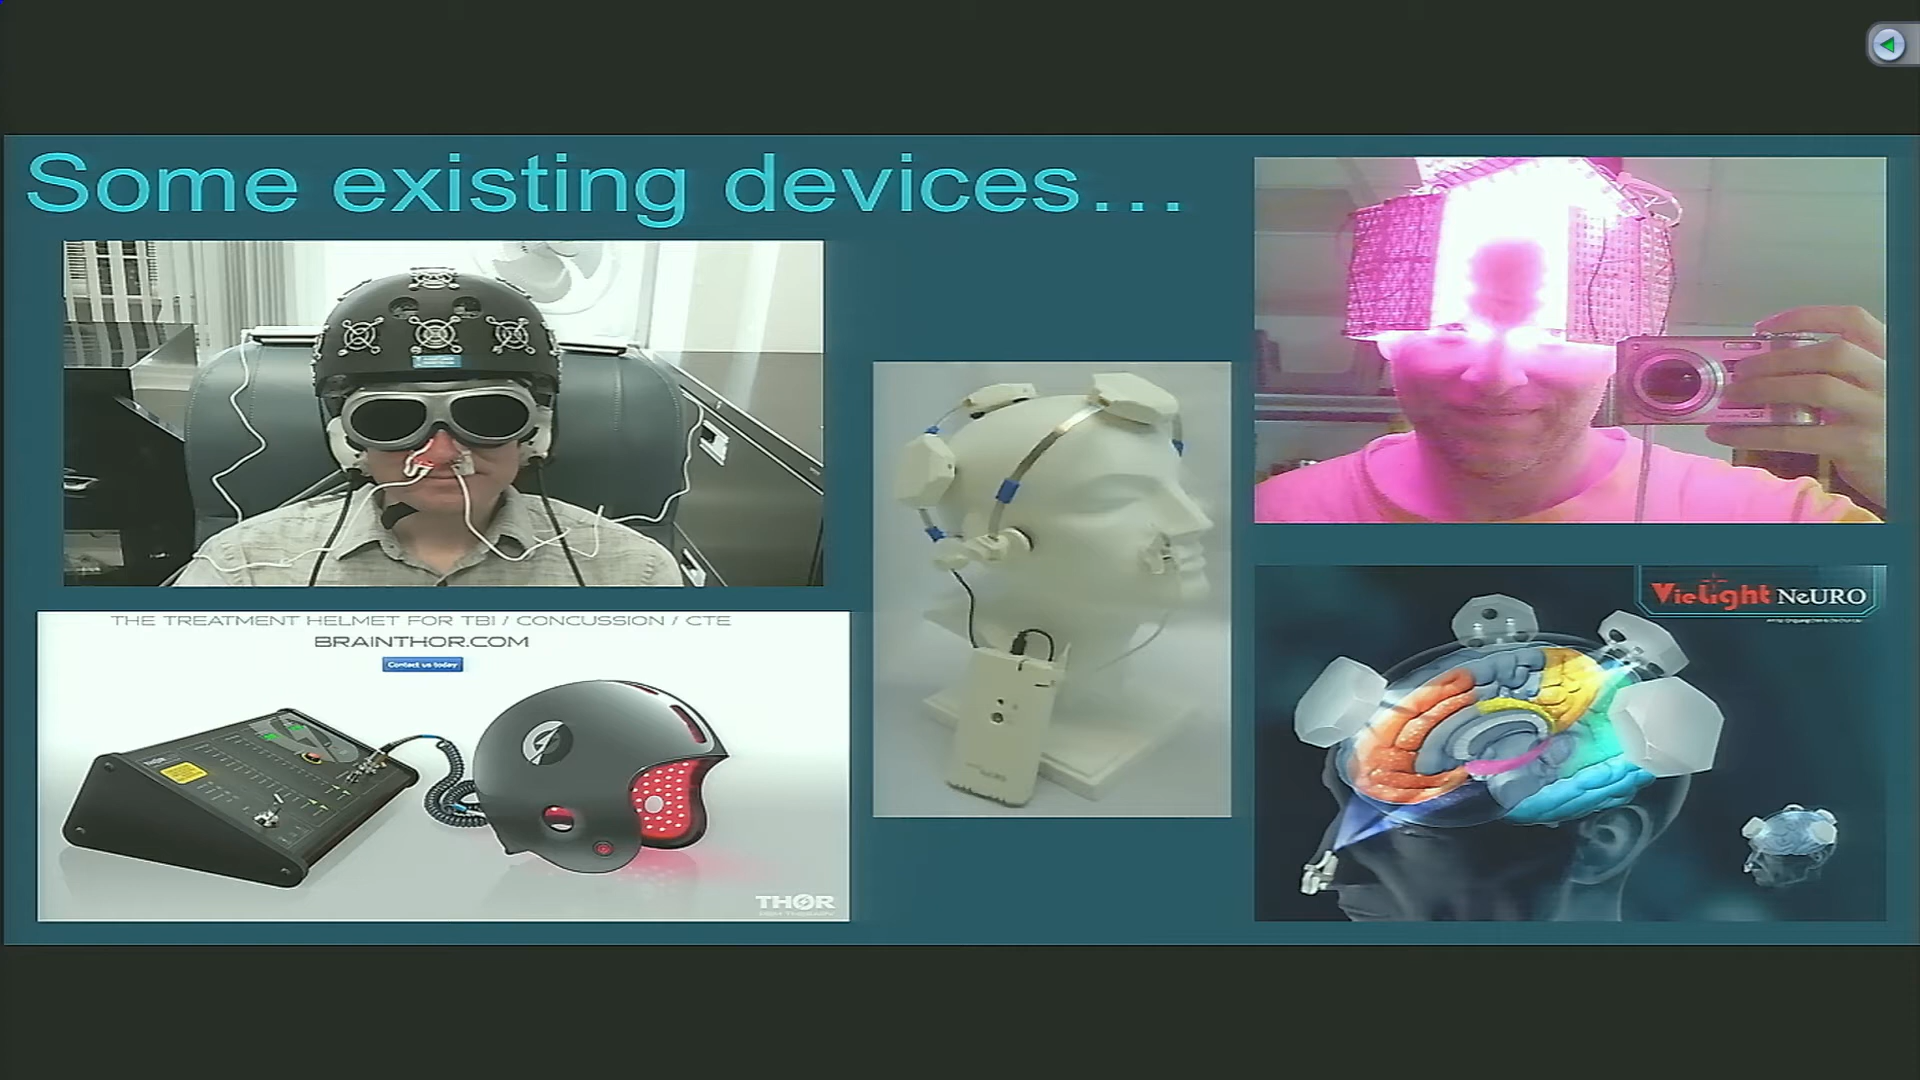 Some existing devices...
THE TREATMENT HELMET FOR TBI / CONCUSSION / CTE
BRAINTHOR.COM
Contact us today
THOR
VieLight NeURO